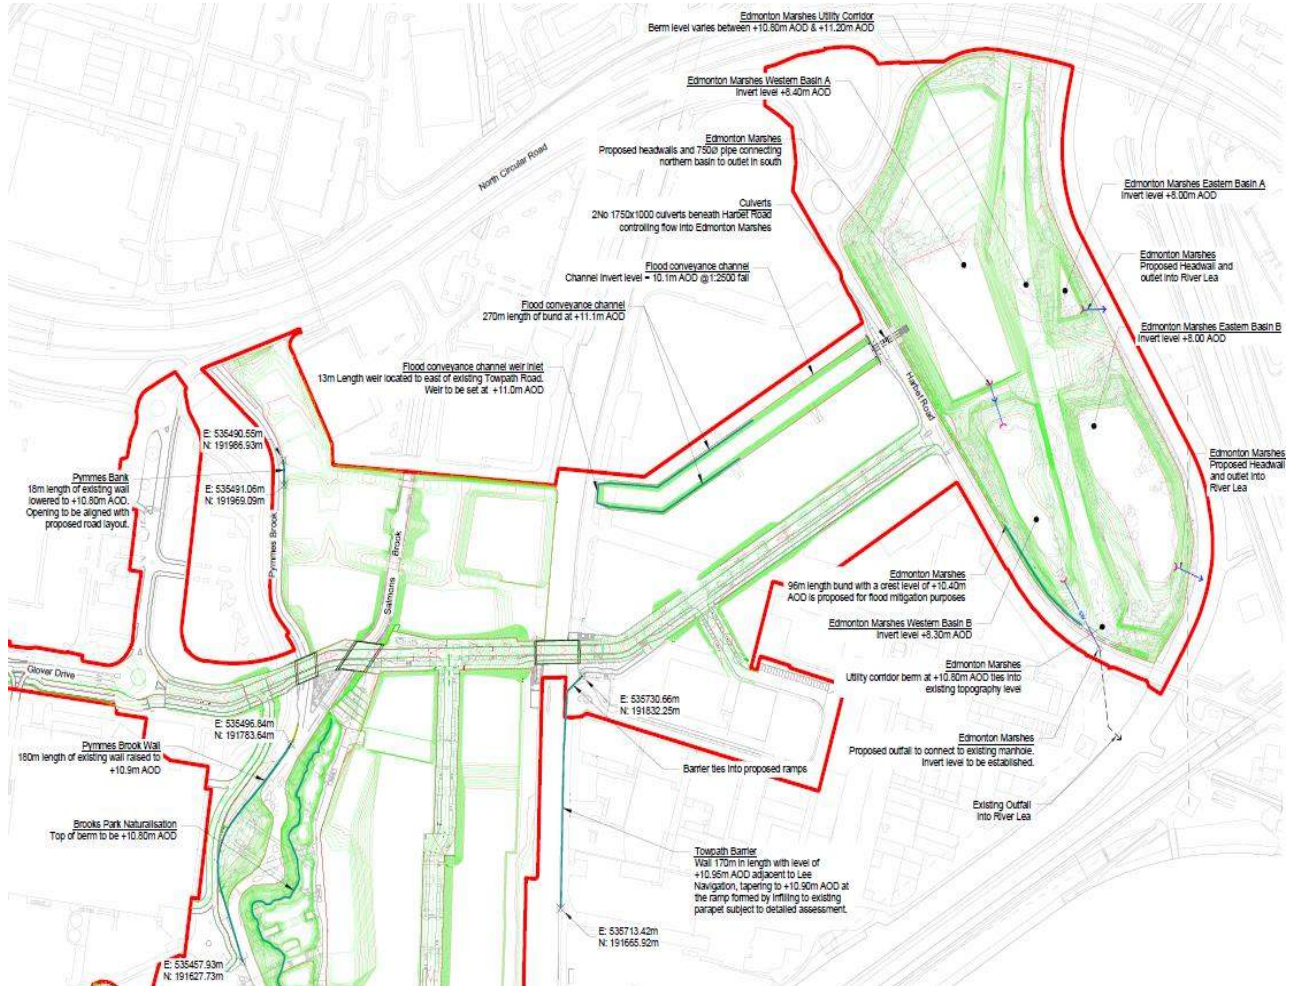 Edmonton Marshes Utility Corridor
Berm level varies between +10.80m AOD & +11.20m AOD
Edmonton Marshes Western Basin A
Invert level +8.40m AOD
Edmonton Marshes
Proposed headwalls and 750Ø pipe connecting
northern basin to outlet in south
North Circular Road
Culverts
2No 1750x1000 culverts beneath Harbet Road
controlling flow into Edmonton Marshes
Edmonton Marshes Eastern Basin A
Invert level +8.00m AOD
Edmonton Marshes
Proposed Headwall and
outlet into River Lea
Flood conveyance channel
Channel invert level = 10.1m AOD @1:2500 fall
Flood conveyance channel
270m length of bund at +11.1m AOD
Edmonton Marshes Eastern Basin B
Invert level +8.00 AOD
Flood conveyance channel weir inlet
13m Length weir located to east of existing Towpath Road.
Weir to be set at +11.0m AOD
Harbet Road
E: 535490.55m
N: 191986.93m
Pymmes Bank
18m length of existing wall
lowered to +10.80m AOD.
Opening to be aligned with
proposed road layout.
E: 535491.06m
N: 191969.09m
Edmonton Marshes
Proposed Headwall
and outlet into
River Lea
Pymmes Brook
Salmons Brook
Edmonton Marshes
96m length bund with a crest level of +10.40m
AOD is proposed for flood mitigation purposes
Edmonton Marshes Western Basin B
Invert level +8.30m AOD
Glover Drive
Edmonton Marshes
Utility corridor berm at +10.80m AOD ties into
existing topography level
E: 535730.66m
N: 191832.25m
E: 535496.84m
N: 191783.64m
Pymmes Brook Wall
180m length of existing wall raised to
+10.9m AOD
Edmonton Marshes
Proposed outfall to connect to existing manhole.
Invert level to be established.
Barrier ties into proposed ramps
Existing Outfall
into River Lea
Brooks Park Naturalisation
Top of berm to be +10.80m AOD
Towpath Barrier
Wall 170m in length with level of
+10.95m AOD adjacent to Lee
Navigation, tapering to +10.90m AOD at
the ramp formed by infilling to existing
parapet subject to detailed assessment.
E: 535713.42m
N: 191665.92m
E: 535457.93m
N: 191627.73m